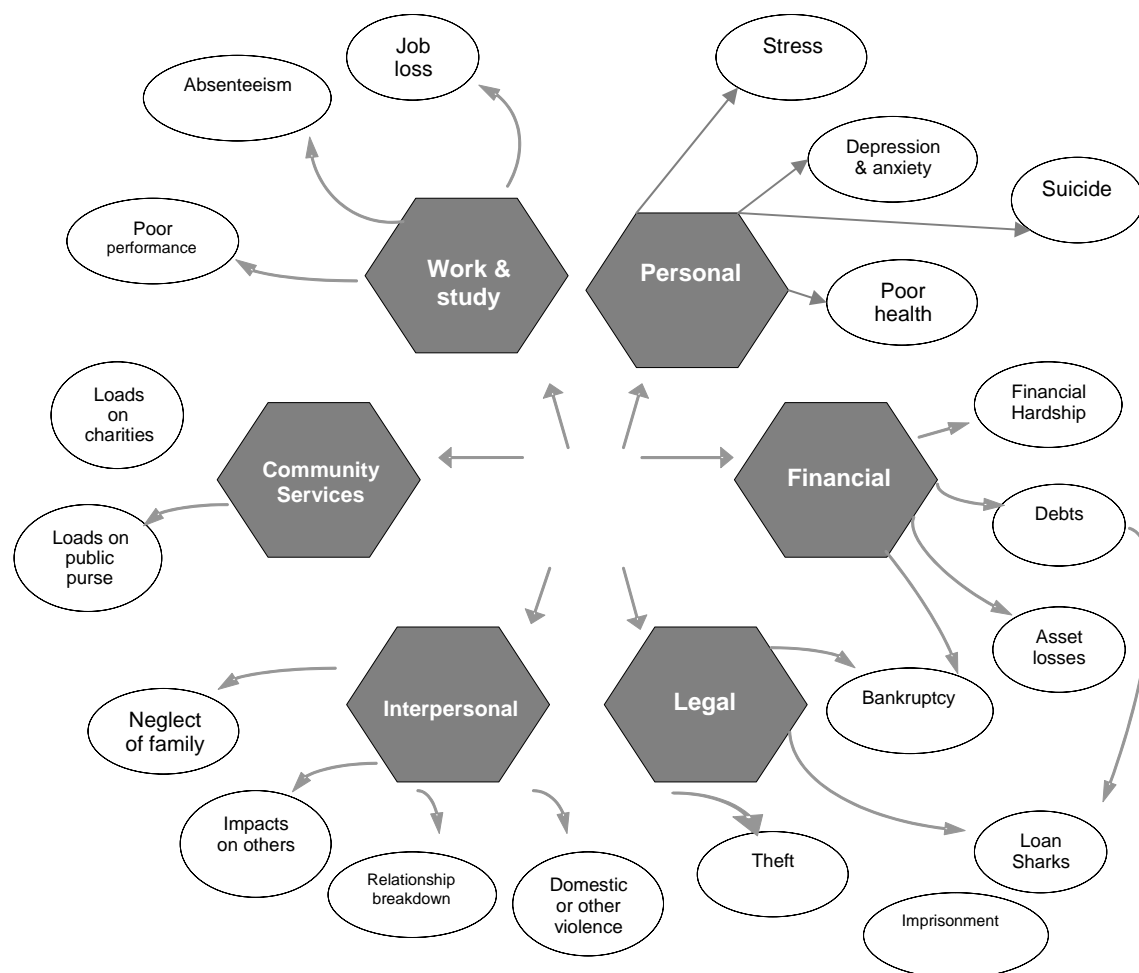 Job
loss
Stress
Absenteeism
Depression
& anxiety
Suicide
Poor
performance
Work &
study
Personal
Poor
health
Loads
on
charities
Financial
Hardship
Community
Services
Financial
Debts
Loads on
public
purse
Asset
losses
Interpersonal
Legal
Bankruptcy
Neglect
of family
Impacts
on others
Relationship
breakdown
Domestic
or other
violence
Theft
Loan
Sharks
Imprisonment